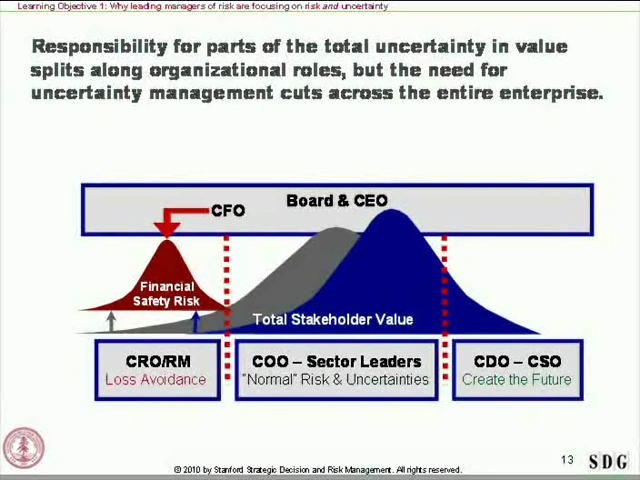 Learning Objective 1: Why leading managers of risk are focusing on risk and uncertainty
Responsibility for parts of the total uncertainty in value
splits along organizational roles, but the need for
uncertainty management cuts across the entire enterprise.
Board & CEO
CFO
Financial
Safety Risk
Total Stakeholder Value
CRO/RM
Loss Avoidance
COO – Sector Leaders
"Normal" Risk & Uncertainties
CDO – CSO
Create the Future
13
SDG
© 2010 by Stanford Strategic Decision and Risk Management. All rights reserved.